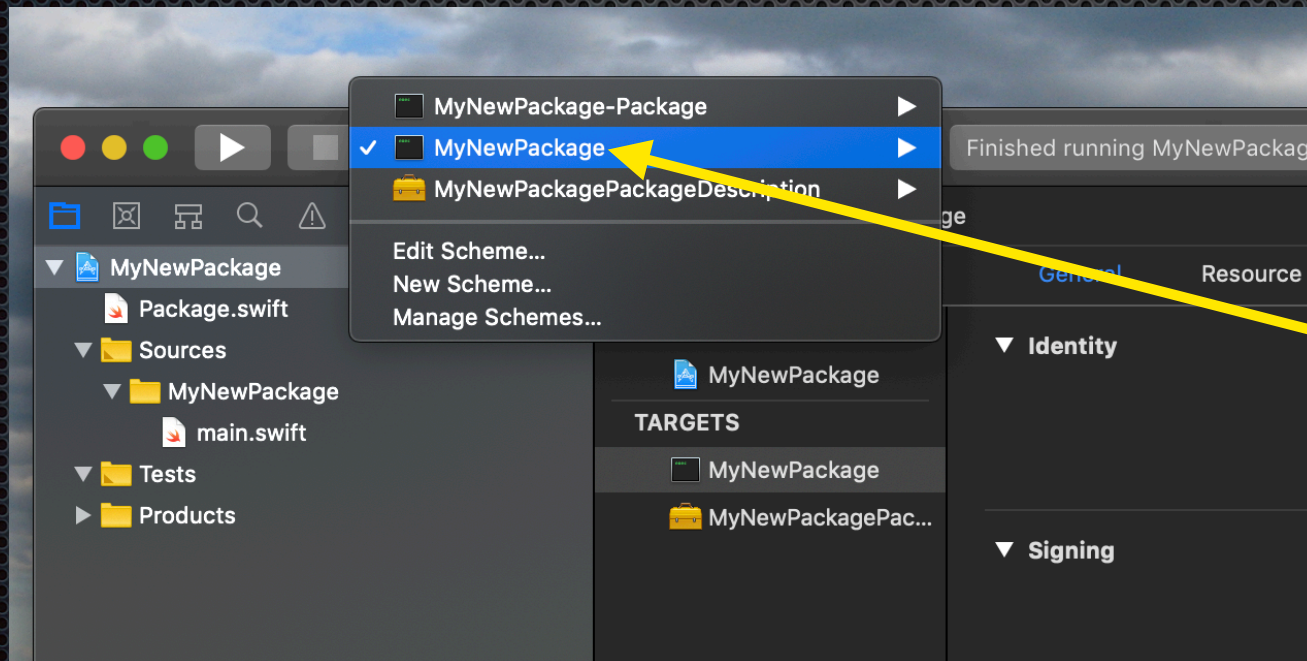 MyNewPackage-Package
MyNewPackage
MyNewPackagePackageDescription
Edit Scheme...
New Scheme...
Manage Schemes...
Finished running MyNewPackag
ge
General
Resource
MyNewPackage
Package.swift
Sources
MyNewPackage
main.swift
Tests
Products
MyNewPackage
TARGETS
MyNewPackage
MyNewPackagePac...
Identity
Signing